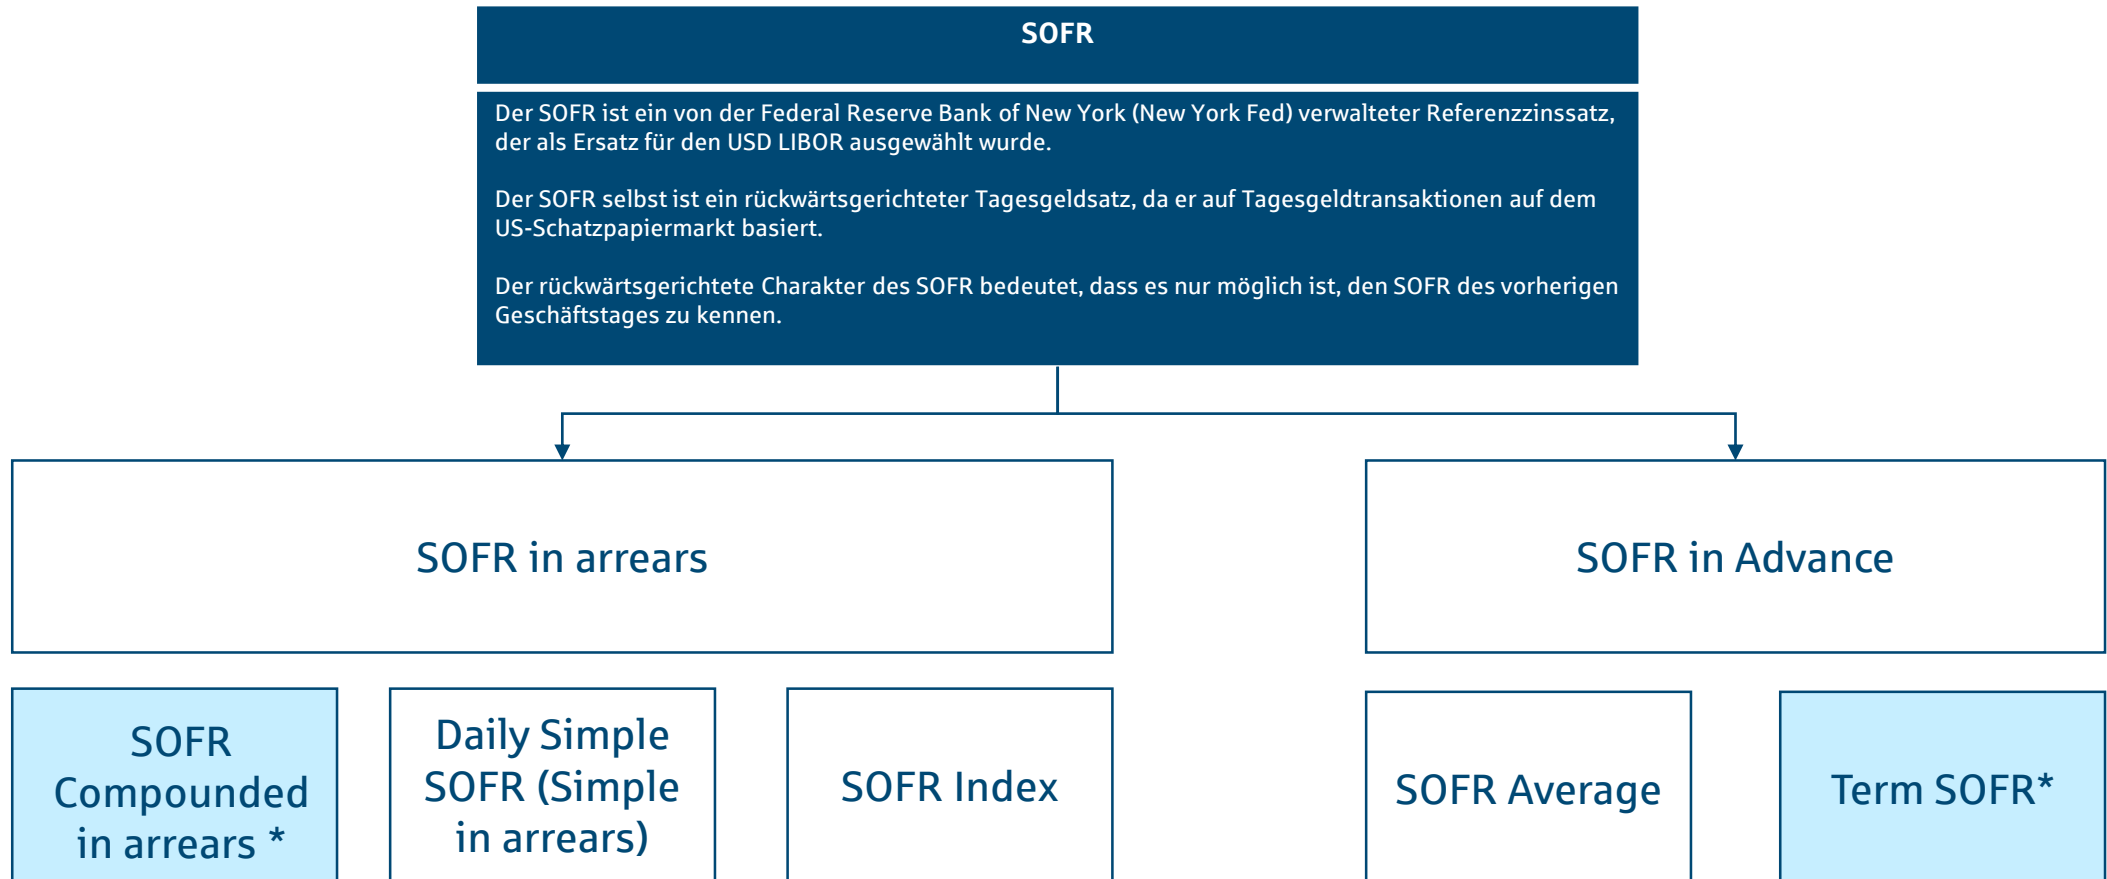 SOFR
Der SOFR ist ein von der Federal Reserve Bank of New York (New York Fed) verwalteter Referenzzinssatz,
der als Ersatz für den USD LIBOR ausgewählt wurde.
Der SOFR selbst ist ein rückwärtsgerichteter Tagesgeldsatz, da er auf Tagesgeldtransaktionen auf dem
US-Schatzpapiermarkt basiert.
Der rückwärtsgerichtete Charakter des SOFR bedeutet, dass es nur möglich ist, den SOFR des vorherigen
Geschäftstages zu kennen.
SOFR in arrears
SOFR in Advance
SOFR
Compounded
in arrears *
Daily Simple
SOFR (Simple
in arrears)
SOFR Index
SOFR Average
Term SOFR*